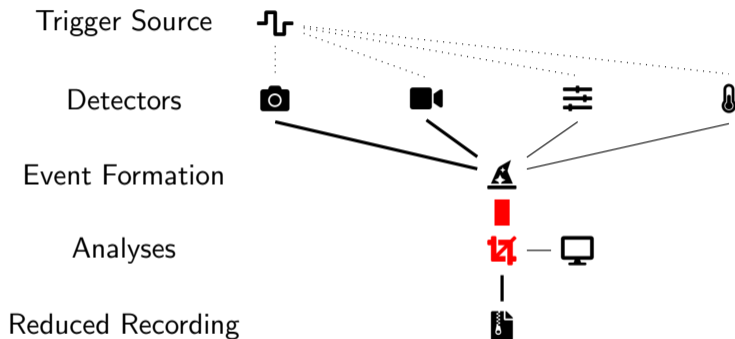 Trigger Source
Detectors
Event Formation
Analyses
Reduced Recording